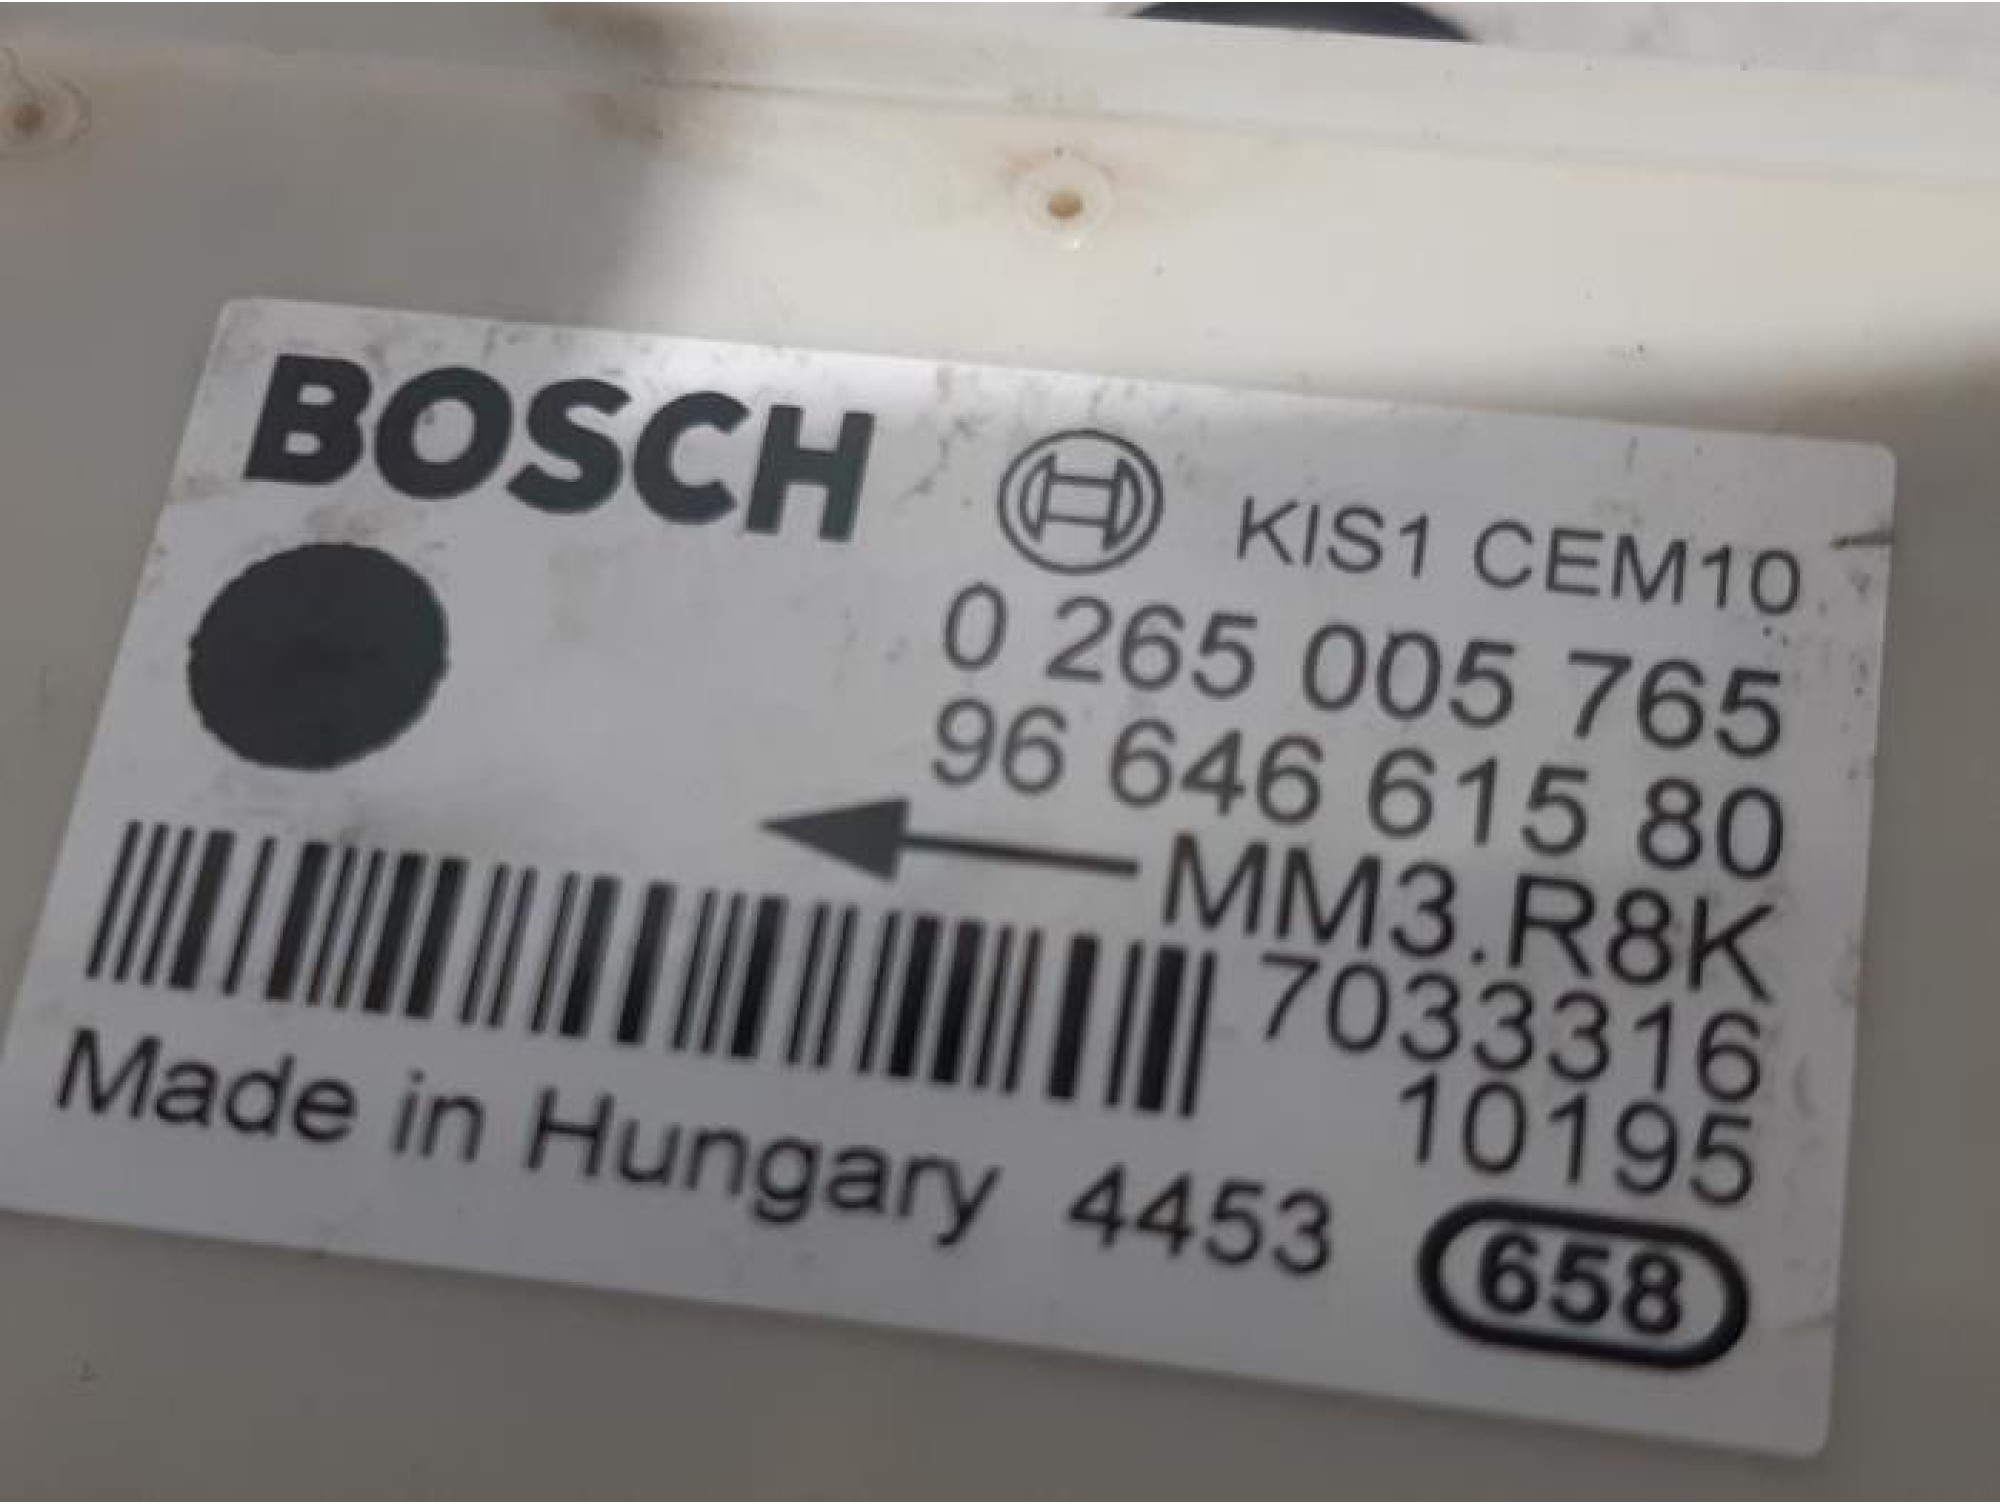 BOSCH
KIS1 CEM10
0 265 005 765
96 646 615 80
MM3.R8K
7033316
10195
Made in Hungary 4453
658